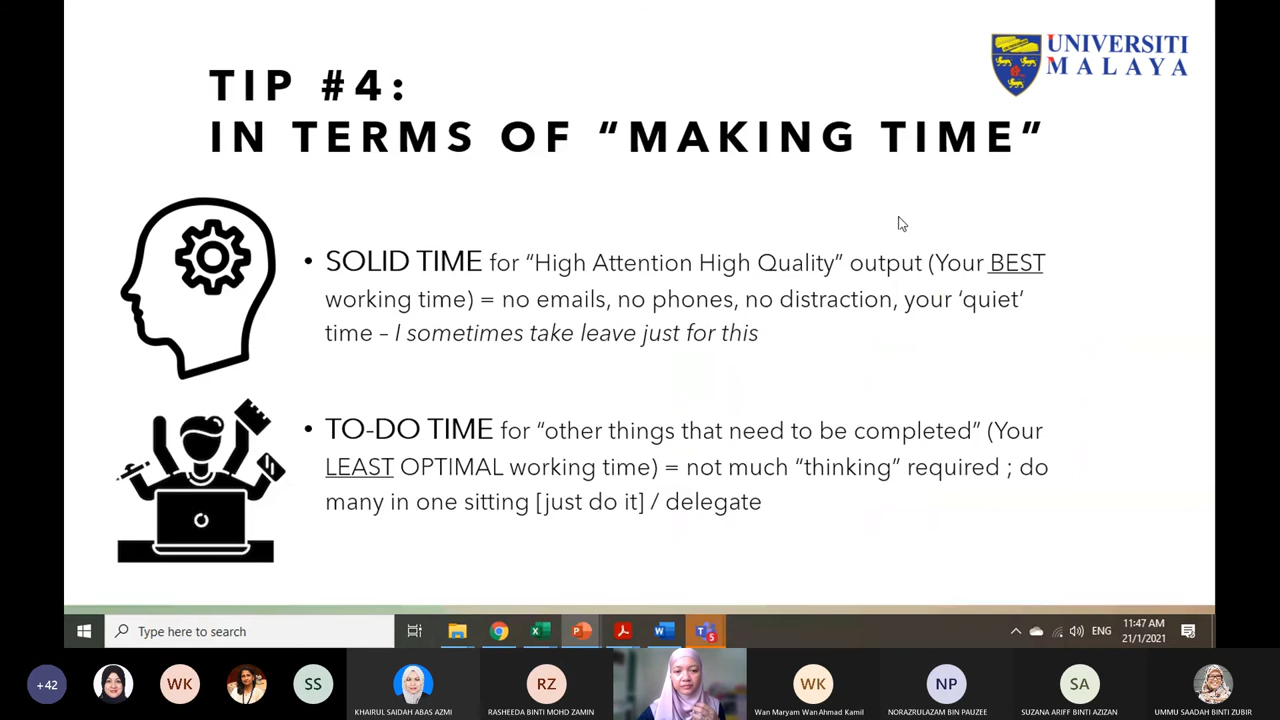 UNIVERSITI
MALAYA
TIP #4:
IN TERMS OF “MAKING TIME”
• SOLID TIME for “High Attention High Quality” output (Your BEST
working time) = no emails, no phones, no distraction, your ‘quiet’
time – I sometimes take leave just for this
• TO-DO TIME for “other things that need to be completed” (Your
LEAST OPTIMAL working time) = not much “thinking” required ; do
many in one sitting [just do it] / delegate
Type here to search
5
ENG
11:47 AM
21/1/2021
+42
WK
SS
RZ
WK
NP
SA
KHAIRUL SAIDAH ABAS AZMI
RASHEEDA BINTI MOHD ZAMIN
Wan Maryam Wan Ahmad Kamil
NORAZRULAZAM BIN PAUZEE
SUZANA ARIFF BINTI AZIZAN
UMMU SAADAH BINTI ZUBIR